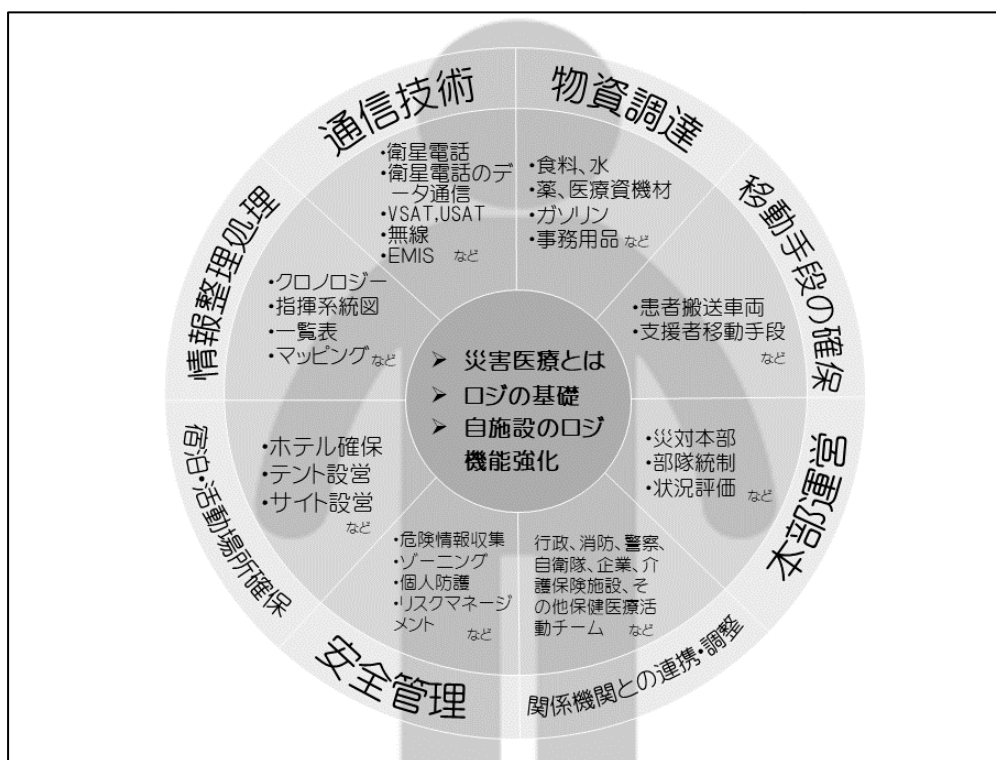 通信技術
・衛星電話
・衛星電話のデ
ータ通信
・VSAT,USAT
・無線
・EMIS など
物資調達
・食料、水
・薬、医療資機材
・ガソリン
・事務用品 など
移動手段の確保
・患者搬送車両
・支援者移動手段
など
本部運営
・災対本部
・部隊統制
・状況評価 など
関係機関との連携・調整
行政、消防、警察、
自衛隊、企業、介
護保険施設、そ
の他保健医療活
動チーム など
安全管理
・危険情報収集
・ゾーニング
・個人防護
・リスクマネージ
メント など
宿泊・活動場所確保
・ホテル確保
・テント設営
・サイト設営
など
情報整理処理
・クロノロジー
・指揮系統図
・一覧表
・マッピング など
➢ 災害医療とは
➢ ロジの基礎
➢ 自施設のロジ
機能強化